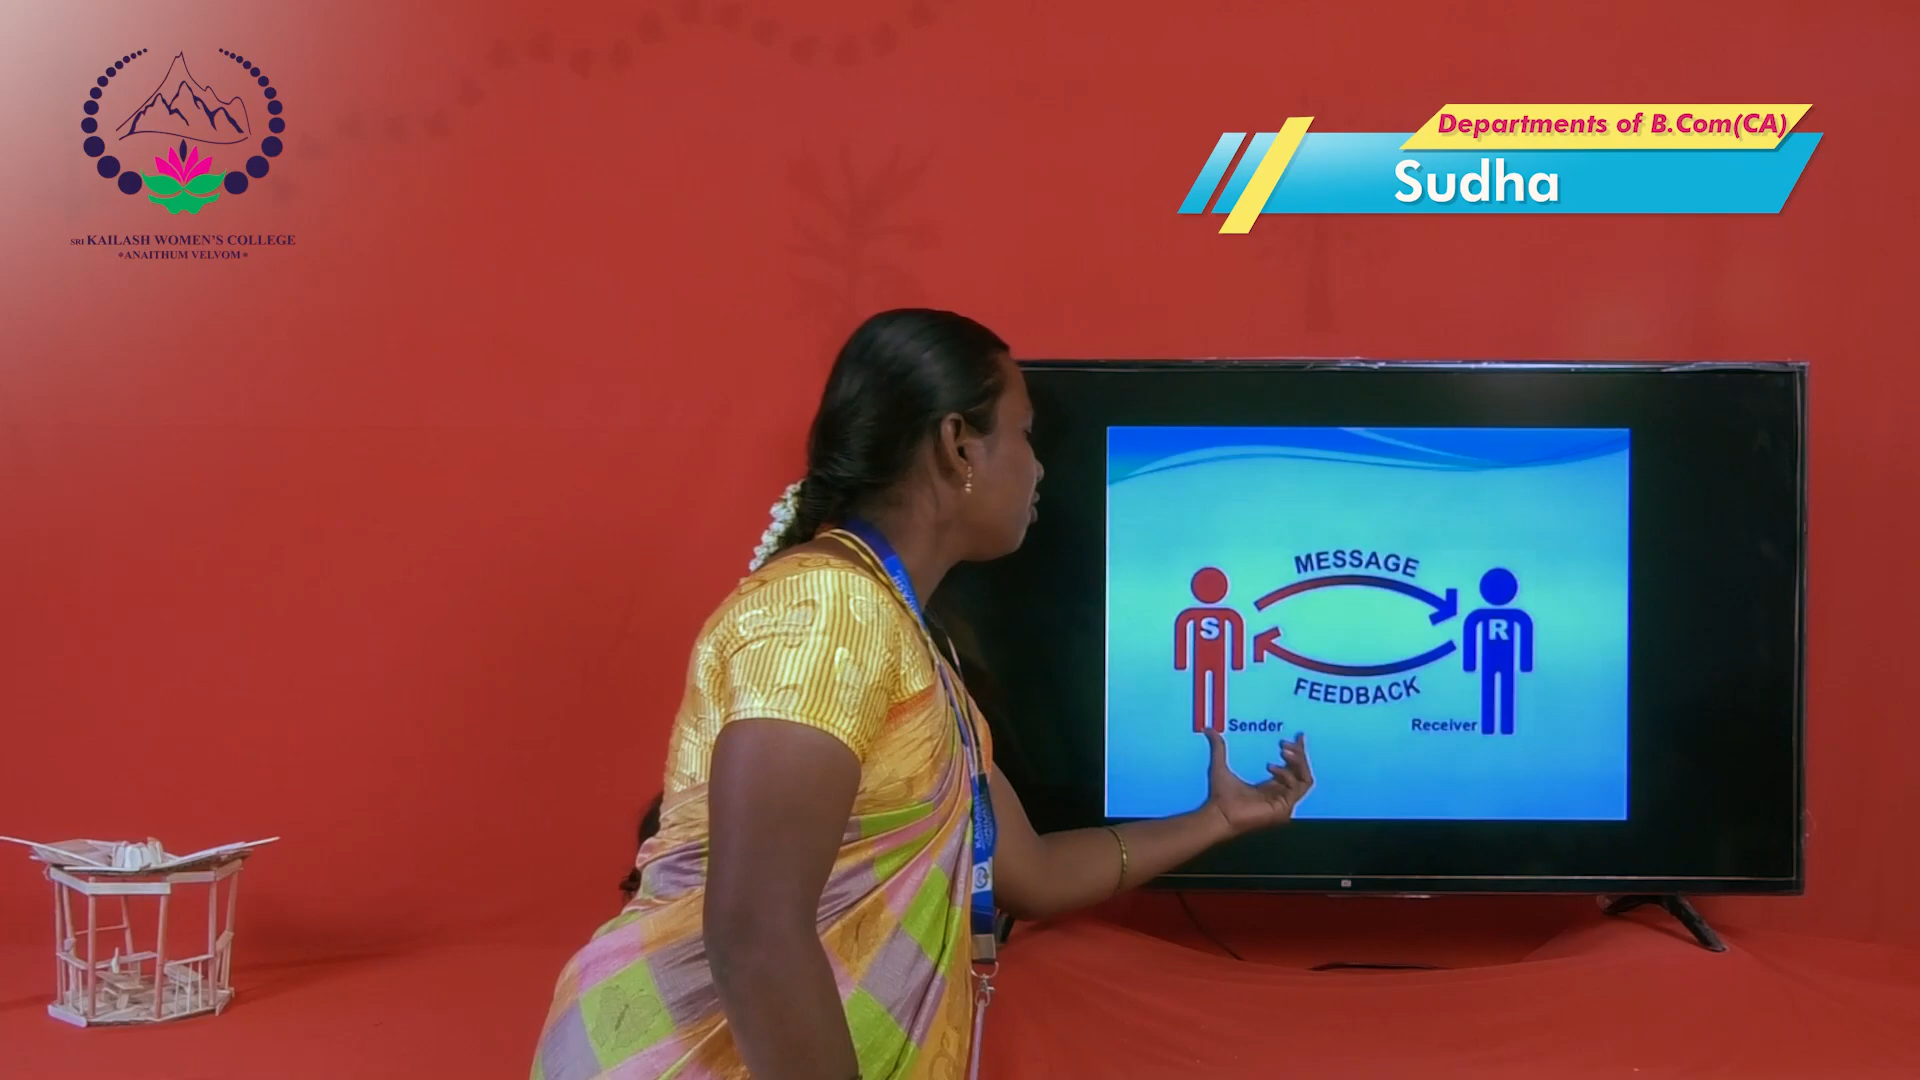 SRI KAILASH WOMEN'S COLLEGE
*ANAITHUM VELVOM*
Departments of B.Com(CA)
Sudha
MESSAGE
S
R
FEEDBACK
Sender
Receiver